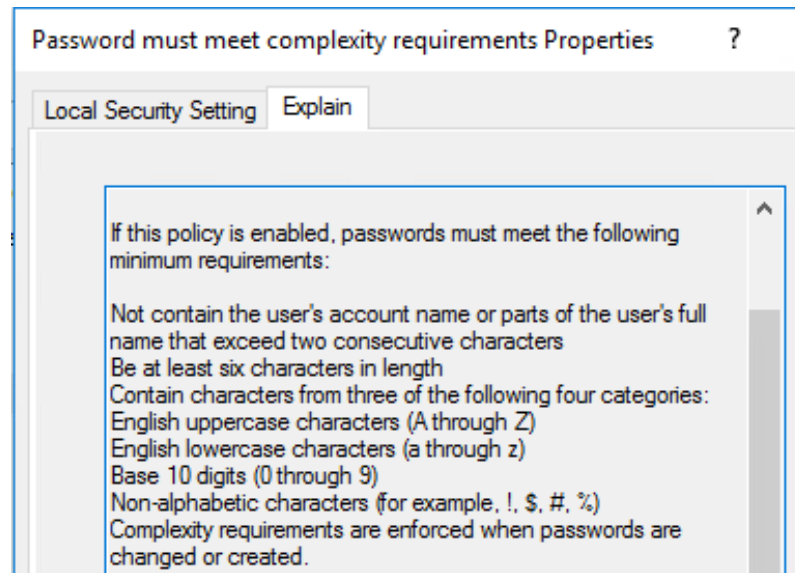 Password must meet complexity requirements Properties ?
Local Security Setting Explain
If this policy is enabled, passwords must meet the following
minimum requirements:
Not contain the user's account name or parts of the user's full
name that exceed two consecutive characters
Be at least six characters in length
Contain characters from three of the following four categories:
English uppercase characters (A through Z)
English lowercase characters (a through z)
Base 10 digits (0 through 9)
Non-alphabetic characters (for example, !, $, #, %)
Complexity requirements are enforced when passwords are
changed or created.